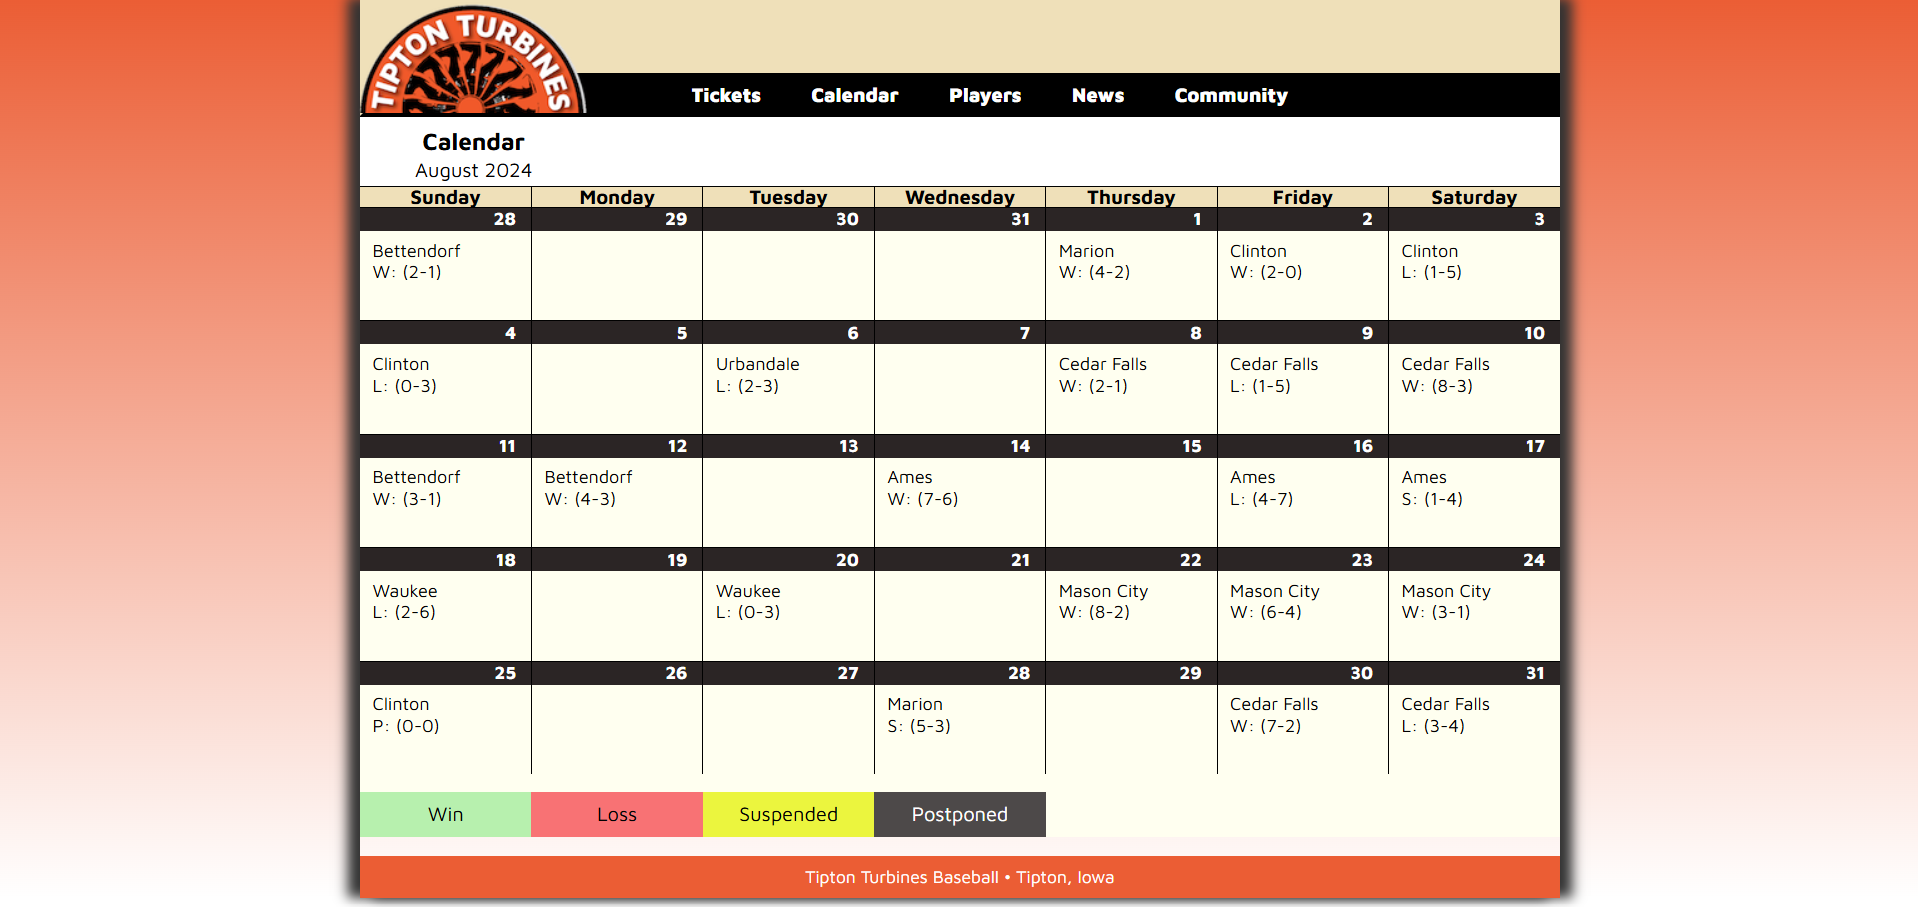 TIPTON TURBINES
Tickets Calendar Players News Community
Calendar
August 2024
Sunday Monday Tuesday Wednesday Thursday Friday Saturday
28 29 30 31 1 2 3
Bettendorf Marion Clinton Clinton
W: (2-1) W: (4-2) W: (2-0) L: (1-5)
4 5 6 7 8 9 10
Clinton Urbandale Cedar Falls Cedar Falls Cedar Falls
L: (0-3) L: (2-3) W: (2-1) L: (1-5) W: (8-3)
11 12 13 14 15 16 17
Bettendorf Bettendorf Ames Ames Ames
W: (3-1) W: (4-3) W: (7-6) L: (4-7) S: (1-4)
18 19 20 21 22 23 24
Waukee Waukee Mason City Mason City Mason City
L: (2-6) L: (0-3) W: (8-2) W: (6-4) W: (3-1)
25 26 27 28 29 30 31
Clinton Marion Cedar Falls Cedar Falls
P: (0-0) S: (5-3) W: (7-2) L: (3-4)
Win Loss Suspended Postponed
Tipton Turbines Baseball • Tipton, Iowa